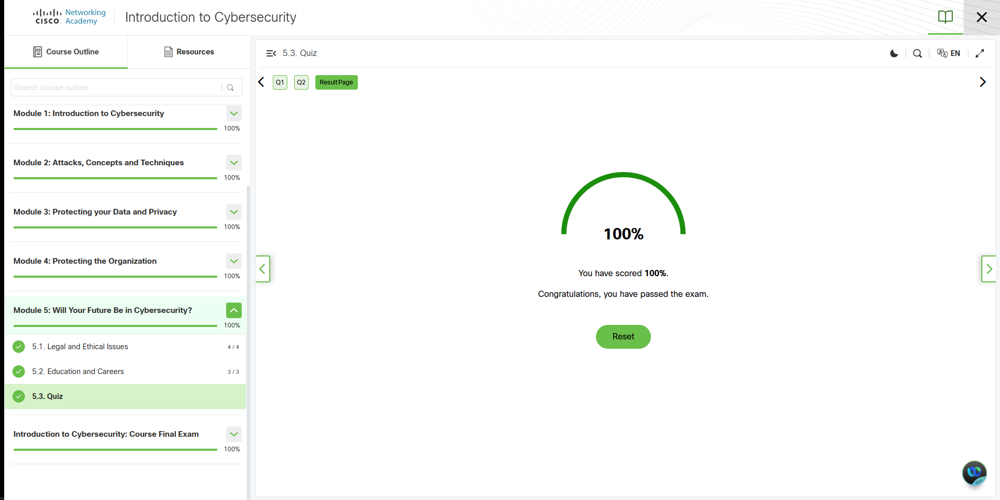 CISCO
Networking
Academy
Introduction to Cybersecurity
Course Outline
Resources
Search course outline
Module 1: Introduction to Cybersecurity
100%
Module 2: Attacks, Concepts and Techniques
100%
Module 3: Protecting your Data and Privacy
100%
Module 4: Protecting the Organization
100%
Module 5: Will Your Future Be in Cybersecurity?
100%
5.1. Legal and Ethical Issues 4 / 4
5.2. Education and Careers 3 / 3
5.3. Quiz
Introduction to Cybersecurity: Course Final Exam
100%
5.3. Quiz
EN
Q1 Q2 Result Page
100%
You have scored 100%.
Congratulations, you have passed the exam.
Reset
Beta